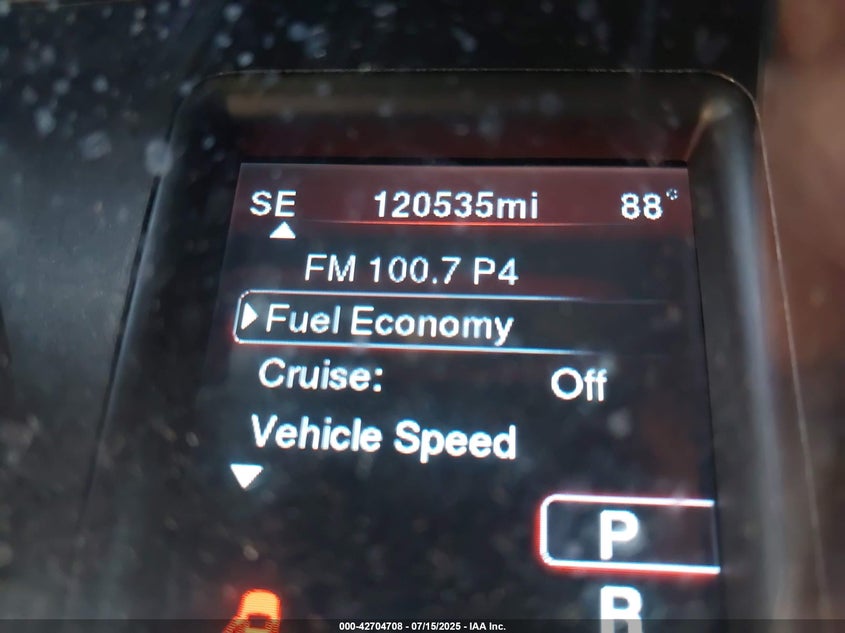 SE 120535mi 88°
FM 100.7 P4
Fuel Economy
Cruise: Off
Vehicle Speed
P
R
000-42704708 - 07/15/2025 - IAA Inc.